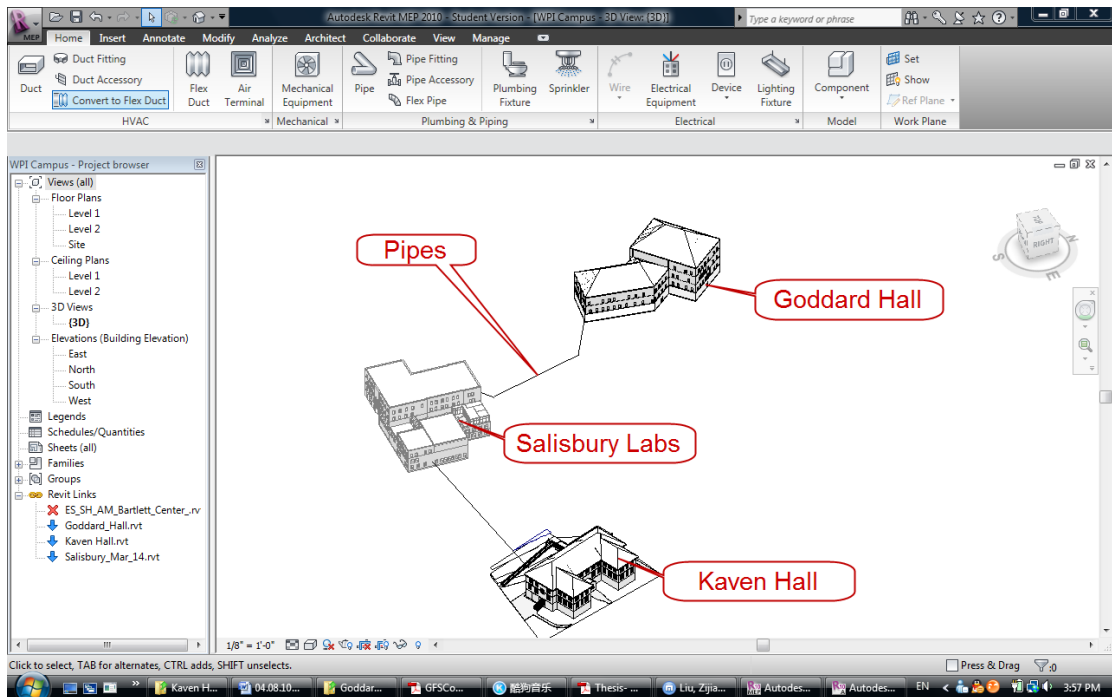 Autodesk Revit MEP 2010 - Student Version - [WPI Campus - 3D View: {3D}]
Type a keyword or phrase
MEP
Home Insert Annotate Modify Analyze Architect Collaborate View Manage
Duct
Duct Fitting
Duct Accessory
Convert to Flex Duct
Flex Duct
Air Terminal
HVAC
Mechanical Equipment
Mechanical
Pipe
Pipe Fitting
Pipe Accessory
Flex Pipe
Plumbing Fixture
Sprinkler
Plumbing & Piping
Wire
Electrical Equipment
Device
Lighting Fixture
Electrical
Component
Model
Set
Show
Ref Plane
Work Plane
WPI Campus - Project browser
Views (all)
Floor Plans
Level 1
Level 2
Site
Ceiling Plans
Level 1
Level 2
3D Views
{3D}
Elevations (Building Elevation)
East
North
South
West
Legends
Schedules/Quantities
Sheets (all)
Families
Groups
Revit Links
ES_SH_AM_Bartlett_Center_.rv
Goddard_Hall.rvt
Kaven Hall.rvt
Salisbury_Mar_14.rvt
Pipes
Goddard Hall
Salisbury Labs
Kaven Hall
RIGHT
S
E
N
1/8" = 1'-0"
Click to select, TAB for alternates, CTRL adds, SHIFT unselects.
Press & Drag
:0
Kaven H...
04.08.10...
Goddar...
GFSCo...
酷狗音乐
Thesis- ...
Liu, Zijia...
Autodes...
Autodes...
EN
3:57 PM